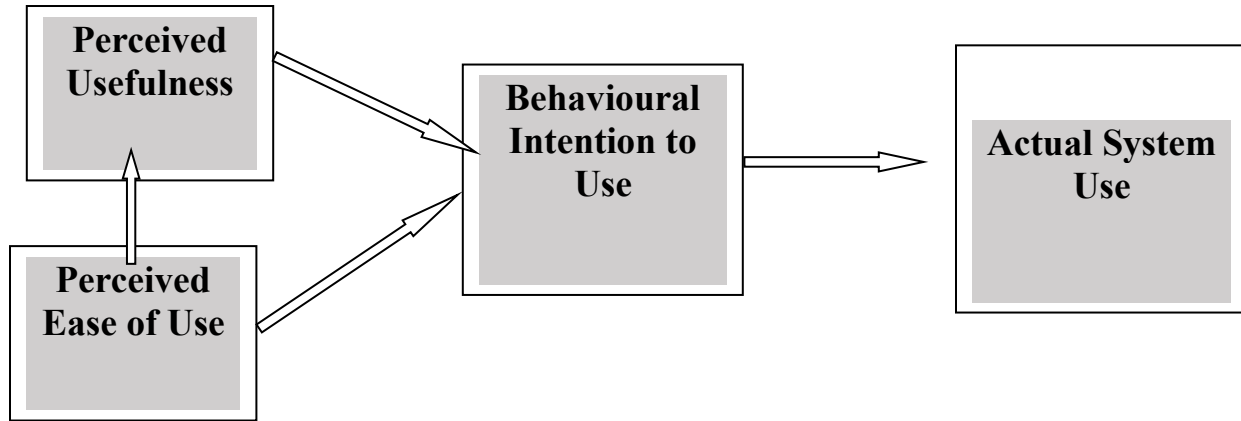 Perceived
Usefulness
Perceived
Ease of Use
Behavioural
Intention to
Use
Actual System
Use